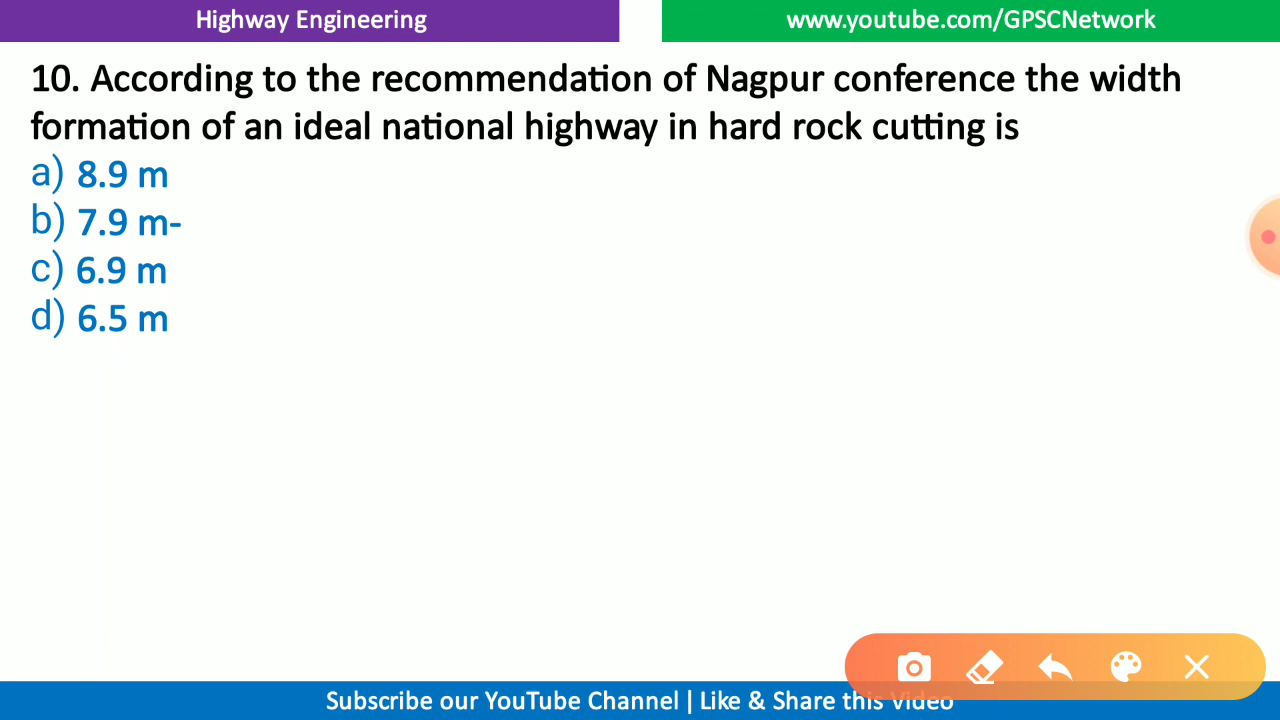 Highway Engineering
www.youtube.com/GPSCNetwork
10. According to the recommendation of Nagpur conference the width
formation of an ideal national highway in hard rock cutting is
a) 8.9 m
b) 7.9 m-
c) 6.9 m
d) 6.5 m
Subscribe our YouTube Channel | Like & Share this Video